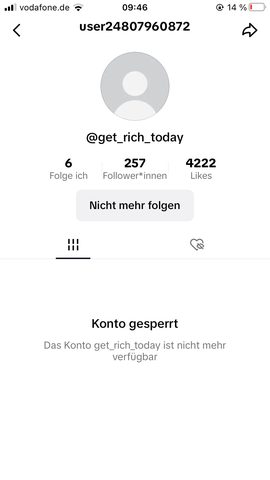 vodafone.de 09:46 14 %
user24807960872
@get_rich_today
6 257 4222
Folge ich Follower*innen Likes
Nicht mehr folgen
Konto gesperrt
Das Konto get_rich_today ist nicht mehr
verfügbar